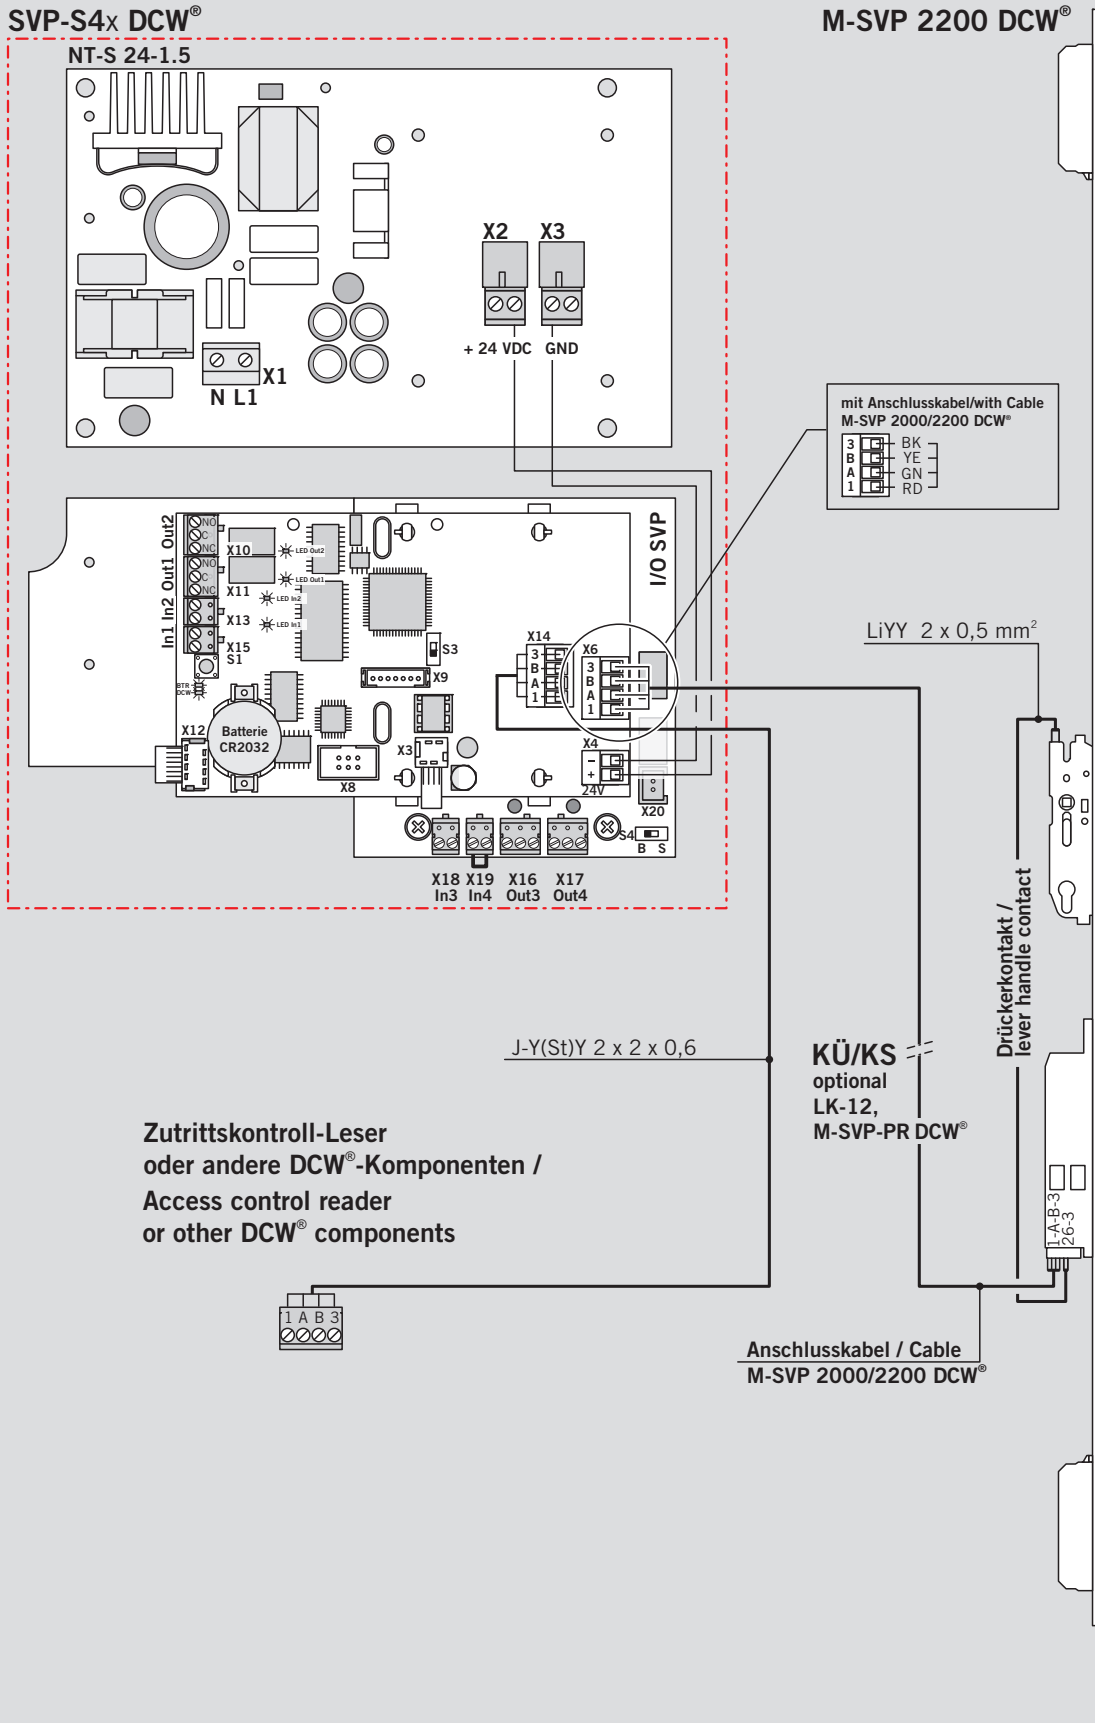 SVP-S4x DCW®
M-SVP 2200 DCW®
NT-S 24-1.5
X2 X3
+ 24 VDC GND
X1
N L1
mit Anschlusskabel/with Cable
M-SVP 2000/2200 DCW®
3 BK
B YE
A GN
1 RD
I/O SVP
Out2
NO
C
NC
X10
LED Out2
Out1
NO
C
NC
X11
LED Out1
In2
X13
LED In2
In1
X15
LED In1
S1
BTR
DCW
S3
X9
X14
3
B
A
1
X6
3
B
A
1
X12
Batterie
CR2032
X8
X3
X4
–
+
24V
X20
S4
B S
X18 X19 X16 X17
In3 In4 Out3 Out4
LiYY 2 x 0,5 mm²
Drückerkontakt /
lever handle contact
J-Y(St)Y 2 x 2 x 0,6
KÜ/KS
optional
LK-12,
M-SVP-PR DCW®
Zutrittskontroll-Leser
oder andere DCW®-Komponenten /
Access control reader
or other DCW® components
1-A-B-3
26-3
1 A B 3
Anschlusskabel / Cable
M-SVP 2000/2200 DCW®